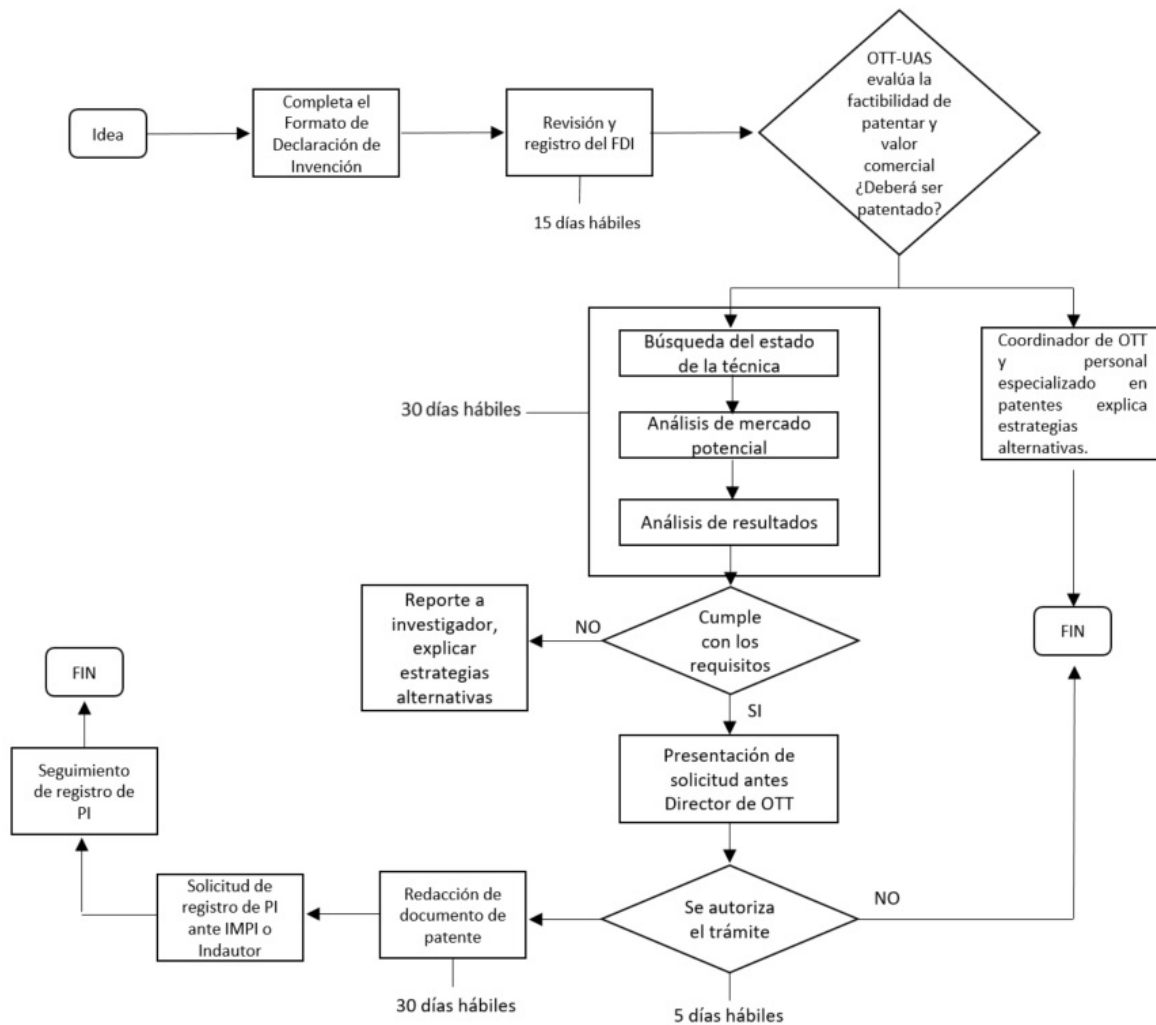 Idea
Completa el
Formato de
Declaración de
Invención
Revisión y
registro del FDI
15 días hábiles
OTT-UAS
evalúa la
factibilidad de
patentar y
valor
comercial
¿Deberá ser
patentado?
30 días hábiles
Búsqueda del estado
de la técnica
Análisis de mercado
potencial
Análisis de resultados
Coordinador de OTT
y personal
especializado en
patentes explica
estrategias
alternativas.
Reporte a
investigador,
explicar
estrategias
alternativas
NO
Cumple
con los
requisitos
FIN
SI
FIN
Seguimiento
de registro de
PI
Presentación de
solicitud antes
Director de OTT
Solicitud de
registro de PI
ante IMPI o
Indautor
Redacción de
documento de
patente
Se autoriza
el trámite
NO
30 días hábiles
5 días hábiles